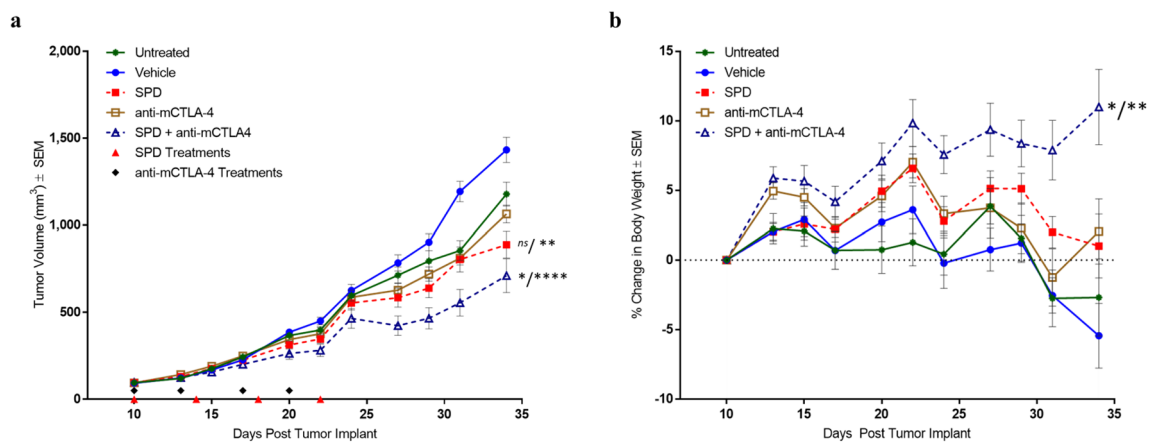 a
Tumor Volume (mm³) ± SEM
2,000
1,500
1,000
500
0
Untreated
Vehicle
SPD
anti-mCTLA-4
SPD + anti-mCTLA4
SPD Treatments
anti-mCTLA-4 Treatments
ns/ **
*/****
10 15 20 25 30 35
Days Post Tumor Implant
b
% Change in Body Weight ± SEM
15
10
5
0
-5
-10
Untreated
Vehicle
SPD
anti-mCTLA-4
SPD + anti-mCTLA-4
*/**
10 15 20 25 30 35
Days Post Tumor Implant